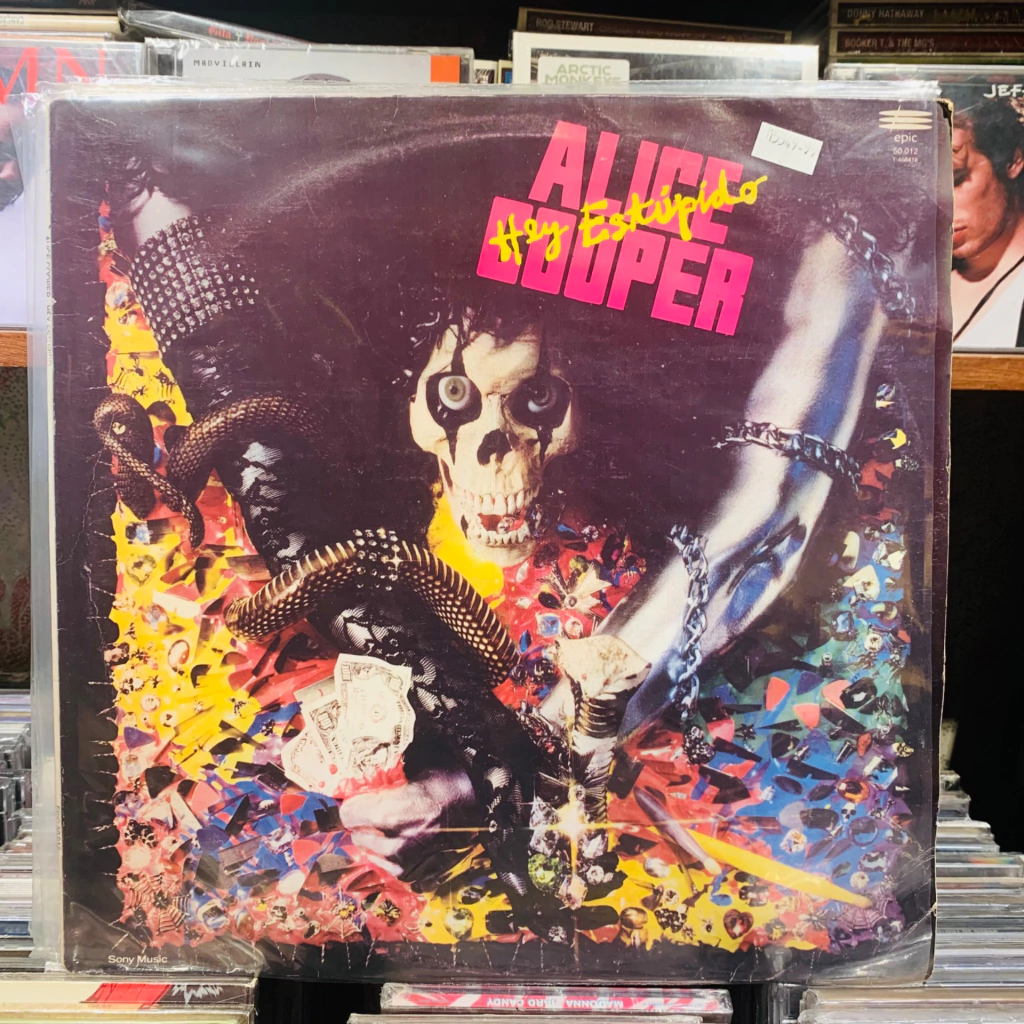 ROD STEWART
DONNY HATHAWAY
BOOKER T. & THE MG'S
MADVILLAIN
ARCTIC
MONKEYS
JEF
epic
50.012
ALICE
COOPER
Hey Estúpido
Sony Music
MADONNA HARD CANDY